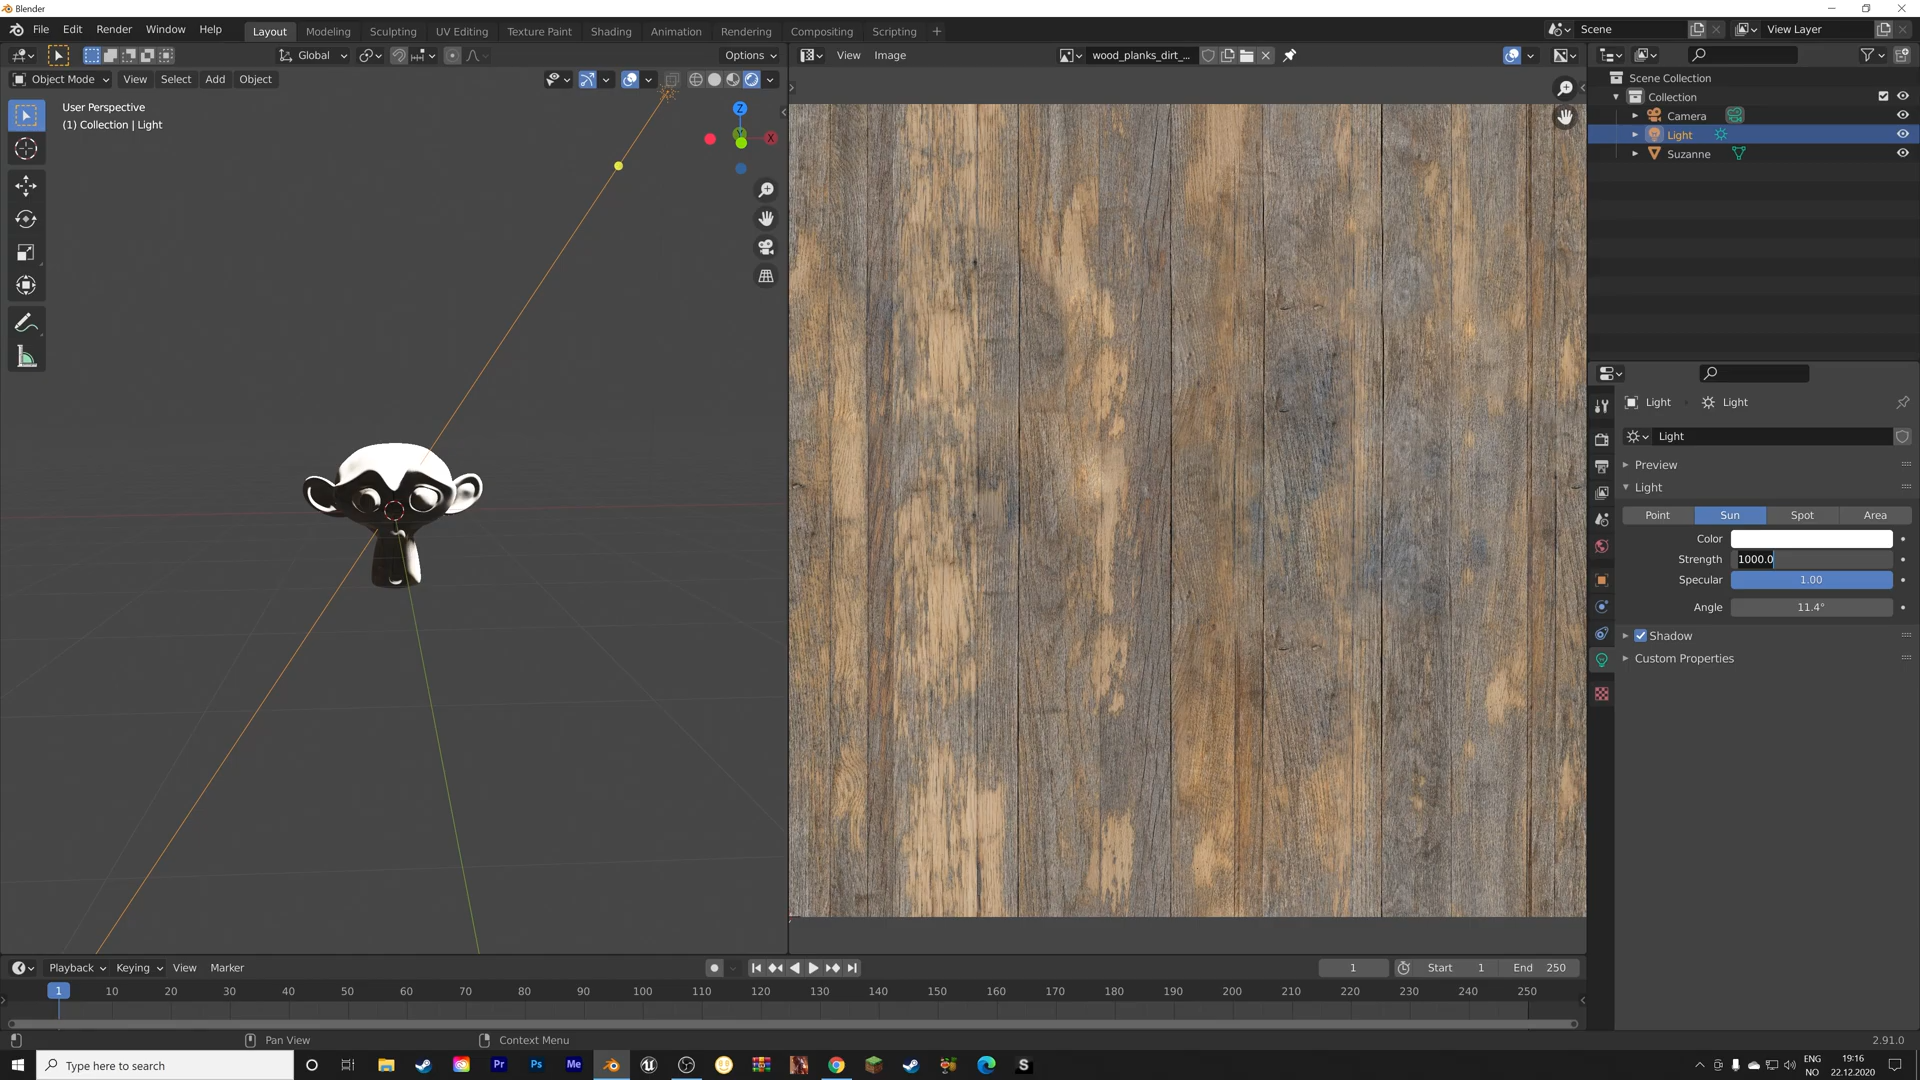 Blender
File Edit Render Window Help Layout Modeling Sculpting UV Editing Texture Paint Shading Animation Rendering Compositing Scripting + Scene View Layer
Global Options View Image wood_planks_dirt_...
Object Mode View Select Add Object
User Perspective
(1) Collection | Light
Z
Y
X
Scene Collection
Collection
Camera
Light
Suzanne
Light Light
Light
Preview
Light
Point Sun Spot Area
Color
Strength 1000.0
Specular 1.00
Angle 11.4°
Shadow
Custom Properties
Playback Keying View Marker 1 Start 1 End 250
1 10 20 30 40 50 60 70 80 90 100 110 120 130 140 150 160 170 180 190 200 210 220 230 240 250
Pan View Context Menu 2.91.0
Type here to search Pr Ps Me S ENG NO 19:16 22.12.2020